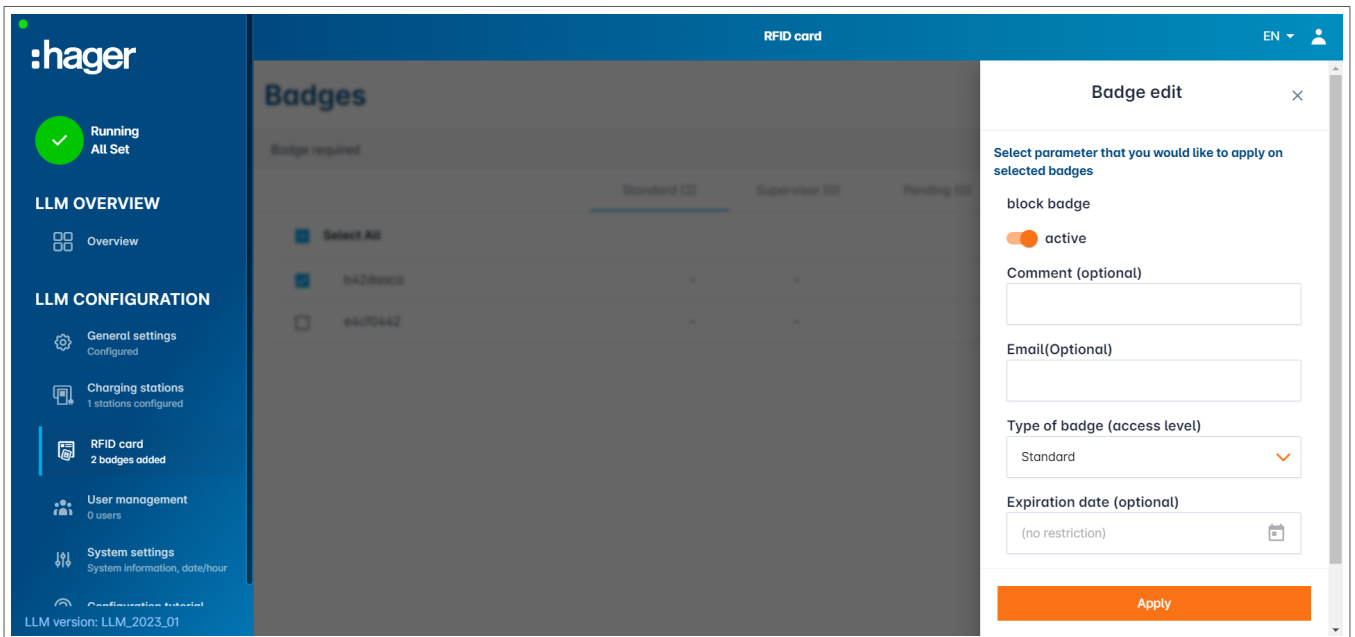 :hager
RFID card
EN
Running
All Set
LLM OVERVIEW
Overview
LLM CONFIGURATION
General settings
Configured
Charging stations
1 stations configured
RFID card
2 badges added
User management
0 users
System settings
System information, date/hour
Configuration tutorial
LLM version: LLM_2023_01
Badges
Badge required
Standard (2) Supervisor (0) Pending (0)
Select All
e4cf0442 - -
Badge edit
Select parameter that you would like to apply on
selected badges
block badge
active
Comment (optional)
Email(Optional)
Type of badge (access level)
Standard
Expiration date (optional)
(no restriction)
Apply